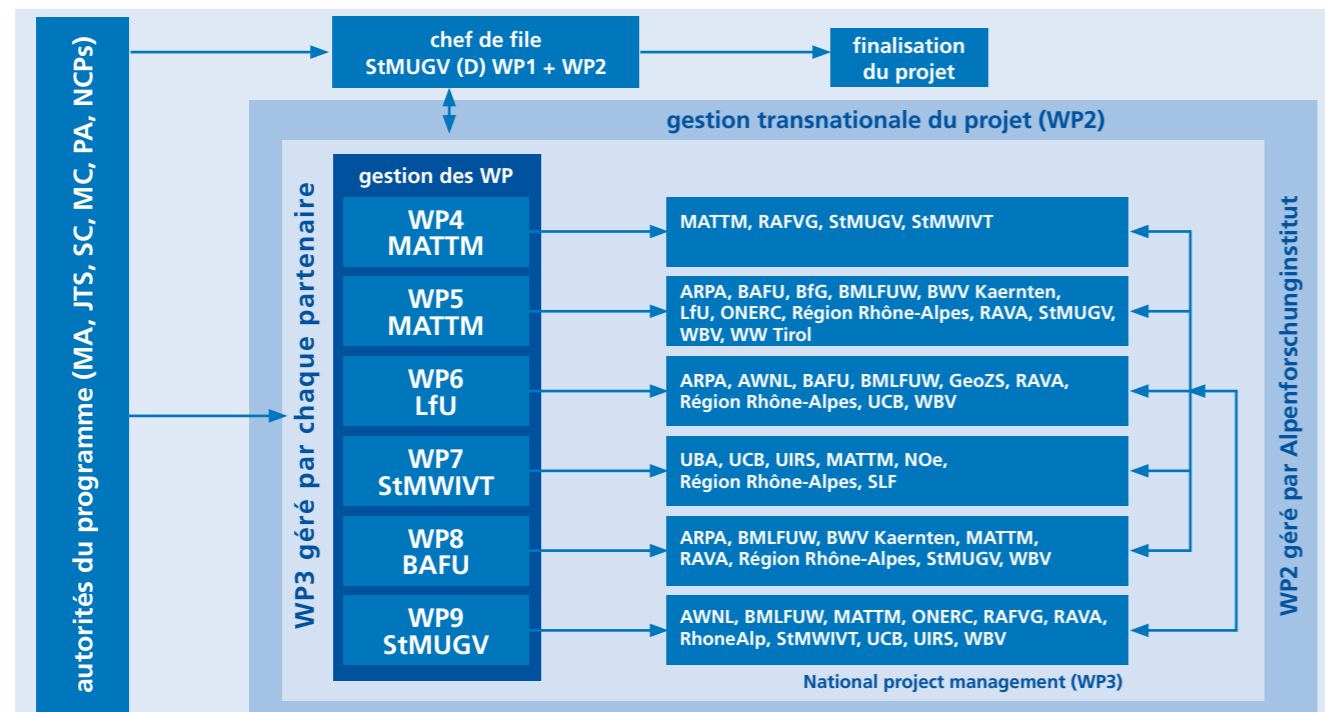 autorités du programme (MA, JTS, SC, MC, PA, NCPs)
chef de file
StMUGV (D) WP1 + WP2
finalisation
du projet
gestion transnationale du projet (WP2)
WP3 géré par chaque partenaire
gestion des WP
WP4
MATTM
MATTM, RAFVG, StMUGV, StMWIVT
WP5
MATTM
ARPA, BAFU, BfG, BMLFUW, BWV Kaernten,
LfU, ONERC, Région Rhône-Alpes, RAVA, StMUGV,
WBV, WW Tirol
WP6
LfU
ARPA, AWNL, BAFU, BMLFUW, GeoZS, RAVA,
Région Rhône-Alpes, UCB, WBV
WP7
StMWIVT
UBA, UCB, UIRS, MATTM, NOe,
Région Rhône-Alpes, SLF
WP8
BAFU
ARPA, BMLFUW, BWV Kaernten, MATTM,
RAVA, Région Rhône-Alpes, StMUGV, WBV
WP9
StMUGV
AWNL, BMLFUW, MATTM, ONERC, RAFVG, RAVA,
RhoneAlp, StMWIVT, UCB, UIRS, WBV
National project management (WP3)
WP2 géré par Alpenforschunginstitut